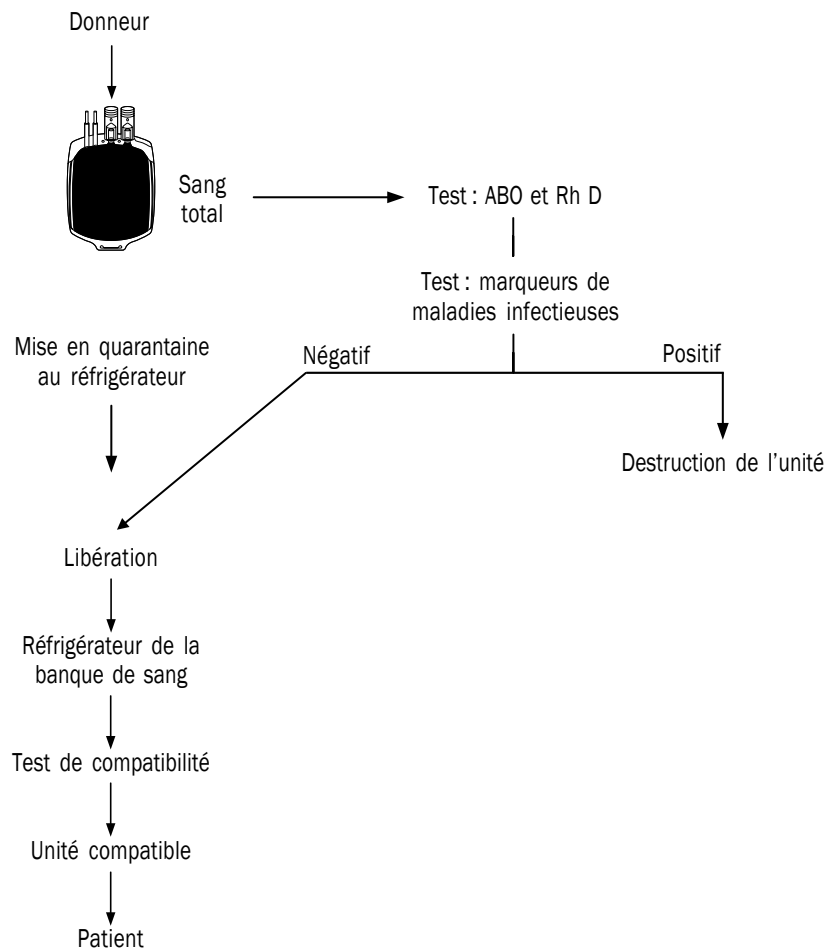 Donneur
Sang
total
Test : ABO et Rh D
Test : marqueurs de
maladies infectieuses
Mise en quarantaine
au réfrigérateur
Négatif
Positif
Destruction de l'unité
Libération
Réfrigérateur de la
banque de sang
Test de compatibilité
Unité compatible
Patient